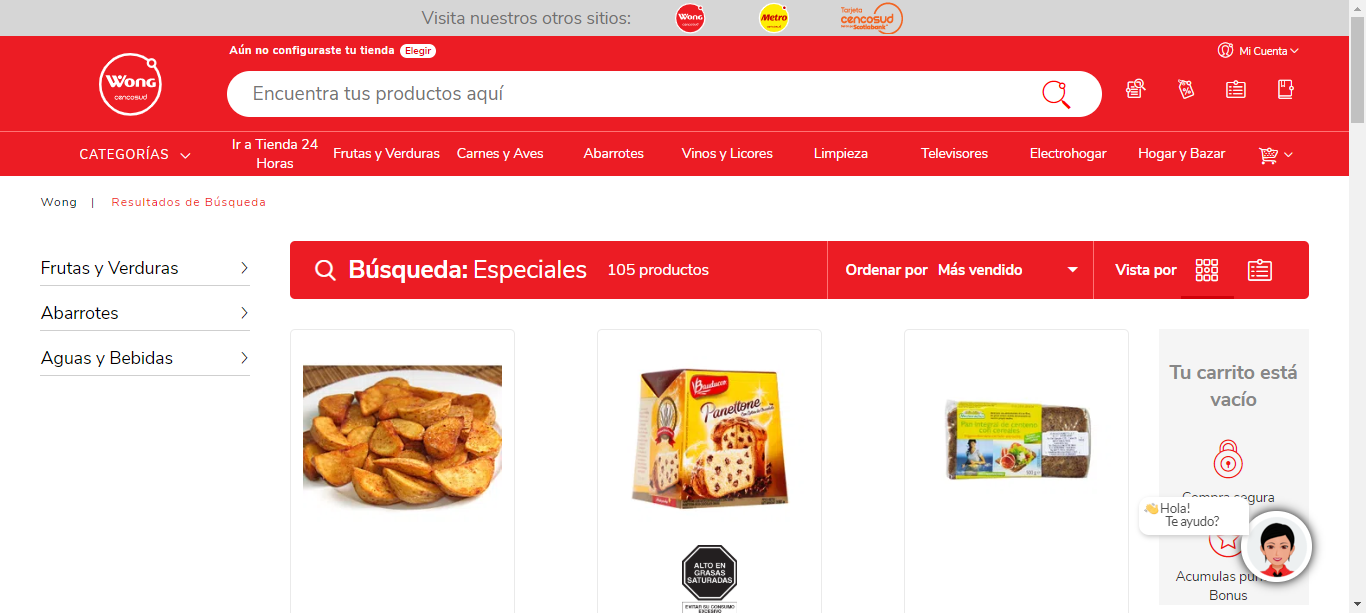 Visita nuestros otros sitios:
Wong
cencosud
Metro
cencosud
Tarjeta
cencosud
Scotiabank
Aún no configuraste tu tienda Elegir
Mi Cuenta
Wong
cencosud
Encuentra tus productos aquí
CATEGORÍAS
Ir a Tienda 24
Horas
Frutas y Verduras
Carnes y Aves
Abarrotes
Vinos y Licores
Limpieza
Televisores
Electrohogar
Hogar y Bazar
Wong | Resultados de Búsqueda
Frutas y Verduras
Abarrotes
Aguas y Bebidas
Búsqueda: Especiales 105 productos
Ordenar por Más vendido
Vista por
Bauducco
Panettone
ALTO EN
GRASAS
SATURADAS
EVITAR SU CONSUMO
EXCESIVO
Pan integral de centeno
con cereales
Tu carrito está
vacío
Compra segura
Hola!
Te ayudo?
Acumulas pun
Bonus